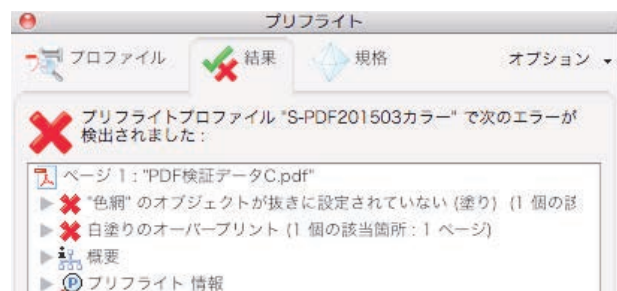 プリフライト
プロファイル 結果 規格 オプション
プリフライトプロファイル "S-PDF201503カラー" で次のエラーが
検出されました :
ページ 1 : "PDF検証データC.pdf"
"色網" のオブジェクトが抜きに設定されていない (塗り) (1 個の該
白塗りのオーバープリント (1 個の該当箇所 : 1 ページ)
概要
プリフライト 情報